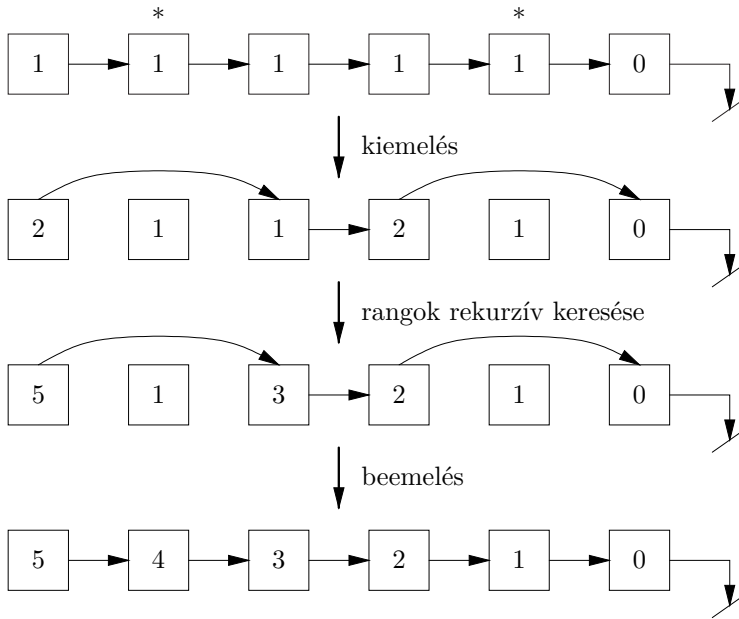 * *
1 1 1 1 1 0
kiemelés
2 1 1 2 1 0
rangok rekurzív keresése
5 1 3 2 1 0
beemelés
5 4 3 2 1 0